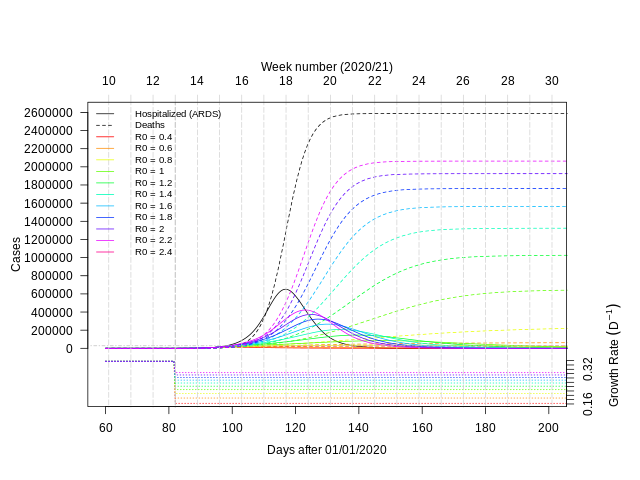 Week number (2020/21)
10 12 14 16 18 20 22 24 26 28 30
Hospitalized (ARDS)
Deaths
R0 = 0.4
R0 = 0.6
R0 = 0.8
R0 = 1
R0 = 1.2
R0 = 1.4
R0 = 1.6
R0 = 1.8
R0 = 2
R0 = 2.2
R0 = 2.4
2600000
2400000
2200000
2000000
1800000
1600000
1400000
1200000
1000000
800000
600000
400000
200000
0
Cases
0.32
0.16
Growth Rate (D⁻¹)
60 80 100 120 140 160 180 200
Days after 01/01/2020